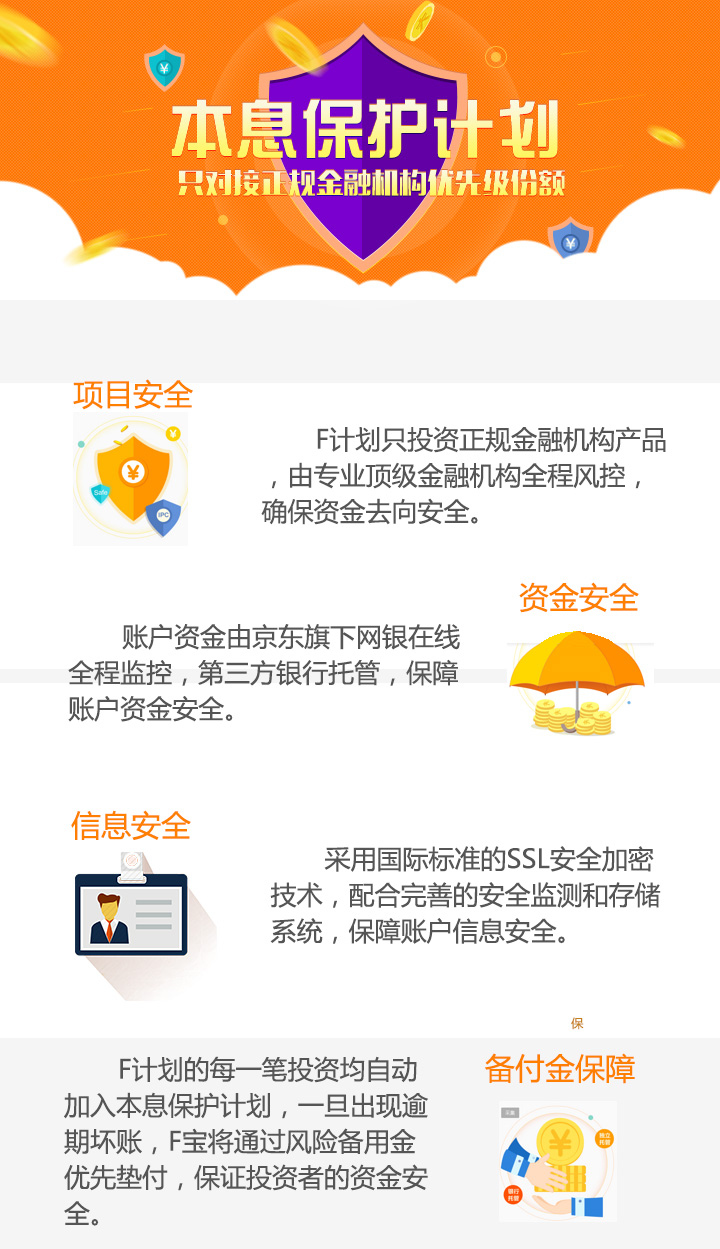 本息保护计划
只对接正规金融机构优先级份额
项目安全
Safe
IPC
F计划只投资正规金融机构产品
，由专业顶级金融机构全程风控，
确保资金去向安全。
资金安全
账户资金由京东旗下网银在线
全程监控，第三方银行托管，保障
账户资金安全。
信息安全
采用国际标准的SSL安全加密
技术，配合完善的安全监测和存储
系统，保障账户信息安全。
保
备付金保障
F计划的每一笔投资均自动
加入本息保护计划，一旦出现逾
期坏账，F宝将通过风险备用金
优先垫付，保证投资者的资金安
全。
独立
托管
银行
托管